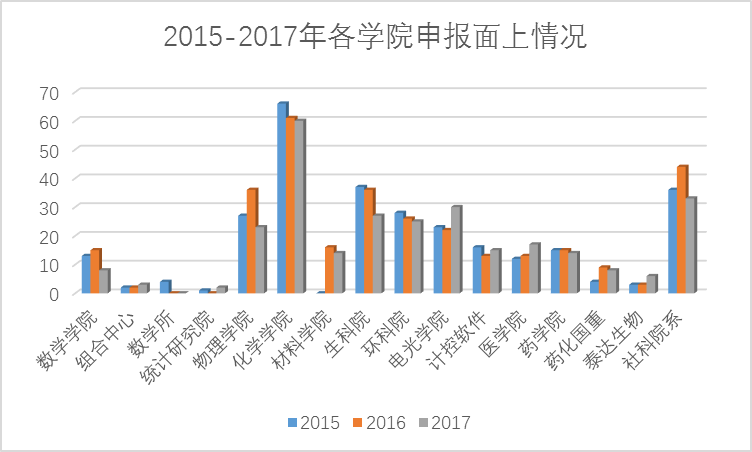 2015-2017年各学院申报面上情况
70
60
50
40
30
20
10
0
数学学院
组合中心
数学所
统计研究院
物理学院
化学学院
材料学院
生科院
环科院
电光学院
计控软件
医学院
药学院
药化国重
泰达生物
社科院系
2015 2016 2017